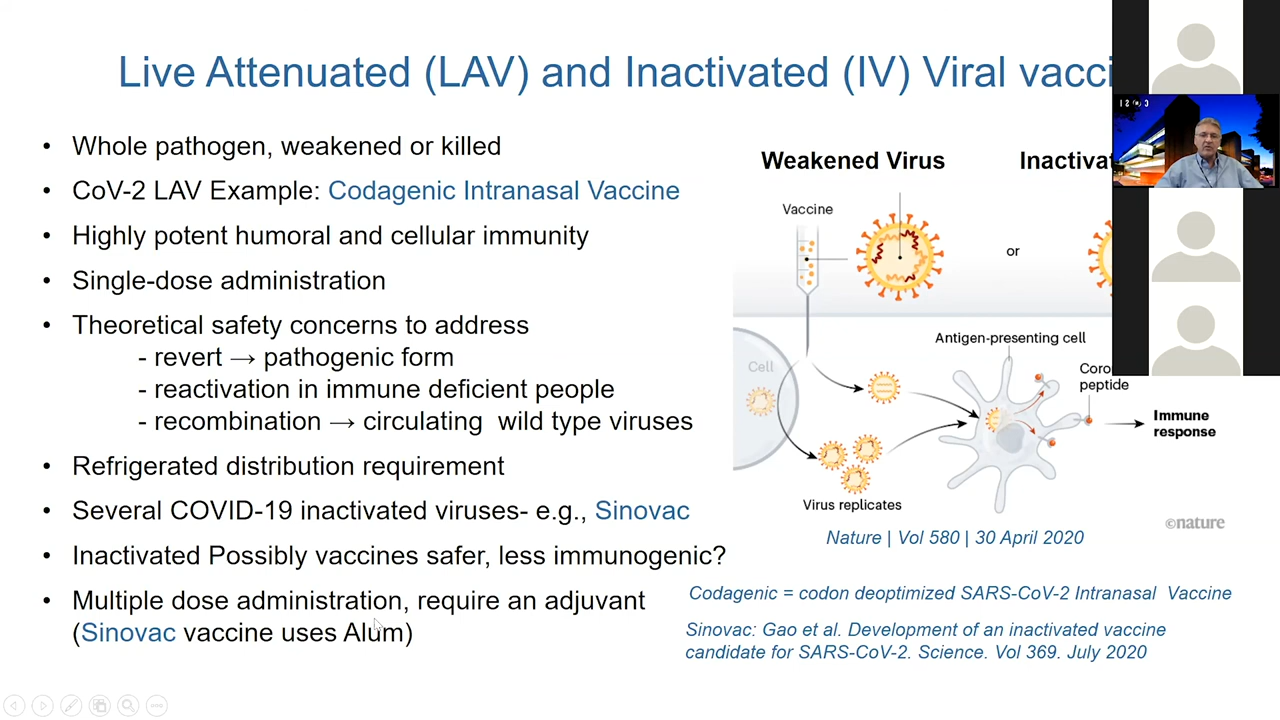 Live Attenuated (LAV) and Inactivated (IV) Viral
• Whole pathogen, weakened or killed
• CoV-2 LAV Example: Codagenic Intranasal Vaccine
• Highly potent humoral and cellular immunity
• Single-dose administration
• Theoretical safety concerns to address
- revert → pathogenic form
- reactivation in immune deficient people
- recombination → circulating wild type viruses
• Refrigerated distribution requirement
• Several COVID-19 inactivated viruses- e.g., Sinovac
• Inactivated Possibly vaccines safer, less immunogenic?
• Multiple dose administration, require an adjuvant
(Sinovac vaccine uses Alum)
Weakened Virus
Vaccine
or
Antigen-presenting cell
Cell
peptide
Immune
response
Virus replicates
©nature
Nature | Vol 580 | 30 April 2020
Codagenic = codon deoptimized SARS-CoV-2 Intranasal Vaccine
Sinovac: Gao et al. Development of an inactivated vaccine
candidate for SARS-CoV-2. Science. Vol 369. July 2020